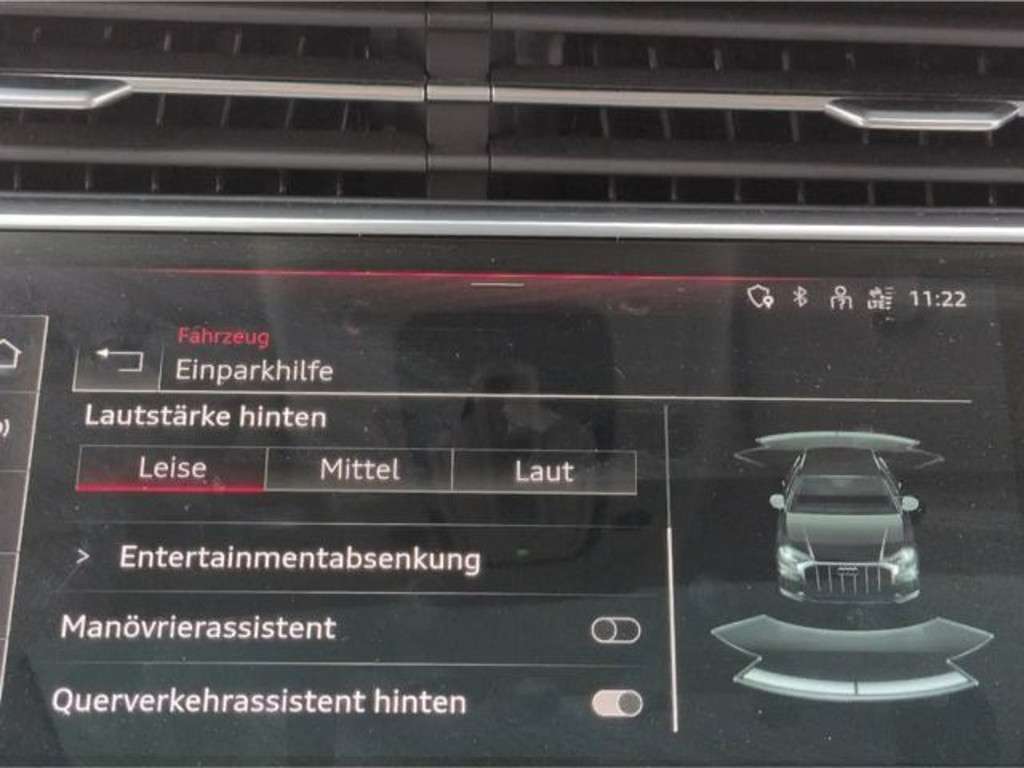 11:22
Fahrzeug
Einparkhilfe
Lautstärke hinten
Leise Mittel Laut
> Entertainmentabsenkung
Manövrierassistent
Querverkehrassistent hinten